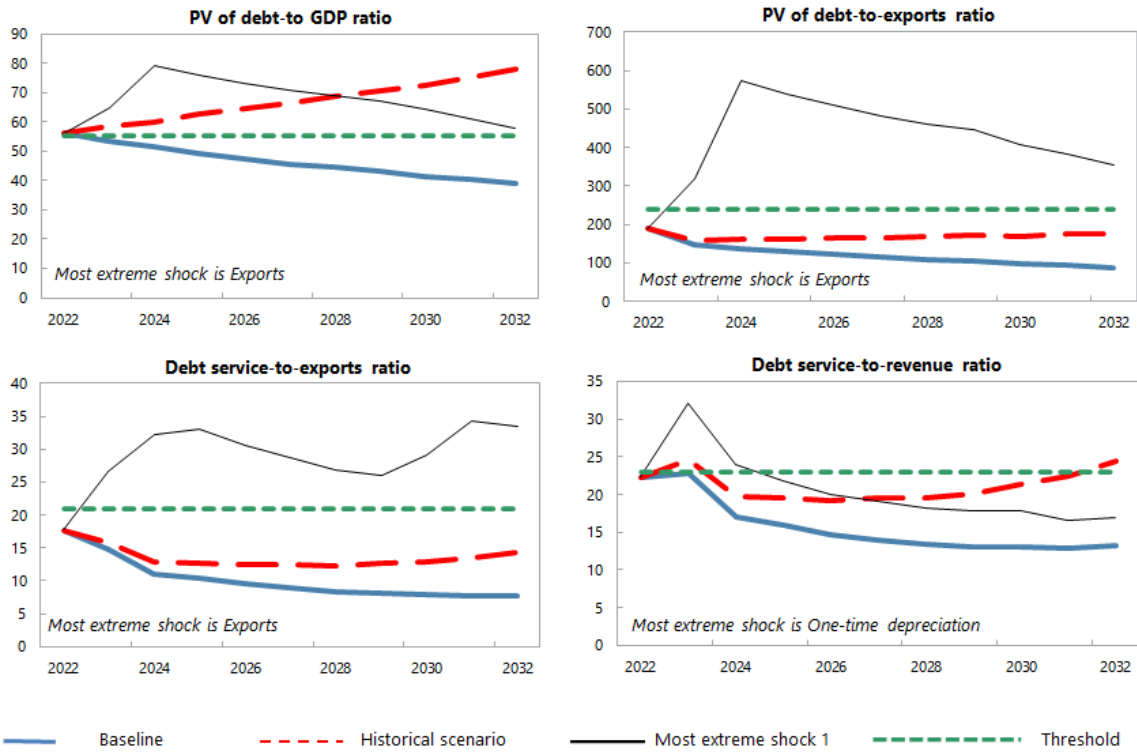 PV of debt-to GDP ratio
90
80
70
60
50
40
30
20
10
0
Most extreme shock is Exports
2022 2024 2026 2028 2030 2032
PV of debt-to-exports ratio
700
600
500
400
300
200
100
0
Most extreme shock is Exports
2022 2024 2026 2028 2030 2032
Debt service-to-exports ratio
40
35
30
25
20
15
10
5
0
Most extreme shock is Exports
2022 2024 2026 2028 2030 2032
Debt service-to-revenue ratio
35
30
25
20
15
10
5
0
Most extreme shock is One-time depreciation
2022 2024 2026 2028 2030 2032
Baseline Historical scenario Most extreme shock 1 Threshold